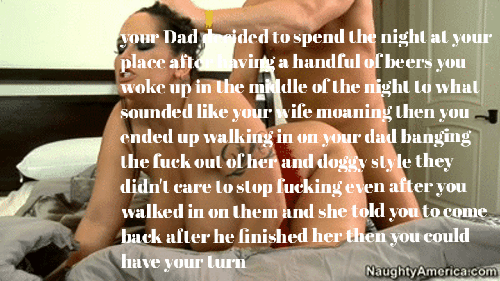 your Dad decided to spend the night at your
place after having a handful of beers you
woke up in the middle of the night to what
sounded like your wife moaning then you
ended up walking in on your dad banging
the fuck out of her and doggy style they
didn't care to stop fucking even after you
walked in on them and she told you to come
back after he finished her then you could
have your turn
NaughtyAmerica.com